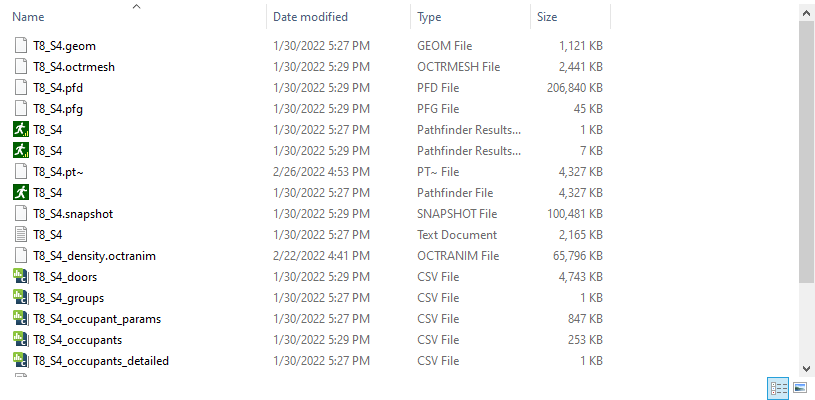 Name Date modified Type Size
T8_S4.geom 1/30/2022 5:27 PM GEOM File 1,121 KB
T8_S4.octrmesh 1/30/2022 5:29 PM OCTRMESH File 2,441 KB
T8_S4.pfd 1/30/2022 5:29 PM PFD File 206,840 KB
T8_S4.pfg 1/30/2022 5:29 PM PFG File 45 KB
T8_S4 1/30/2022 5:27 PM Pathfinder Results... 1 KB
T8_S4 1/30/2022 5:29 PM Pathfinder Results... 7 KB
T8_S4.pt~ 2/26/2022 4:53 PM PT~ File 4,327 KB
T8_S4 1/30/2022 5:27 PM Pathfinder File 4,327 KB
T8_S4.snapshot 1/30/2022 5:29 PM SNAPSHOT File 100,481 KB
T8_S4 1/30/2022 5:27 PM Text Document 2,165 KB
T8_S4_density.octranim 2/22/2022 4:41 PM OCTRANIM File 65,796 KB
T8_S4_doors 1/30/2022 5:29 PM CSV File 4,743 KB
T8_S4_groups 1/30/2022 5:27 PM CSV File 1 KB
T8_S4_occupant_params 1/30/2022 5:27 PM CSV File 847 KB
T8_S4_occupants 1/30/2022 5:29 PM CSV File 253 KB
T8_S4_occupants_detailed 1/30/2022 5:27 PM CSV File 1 KB